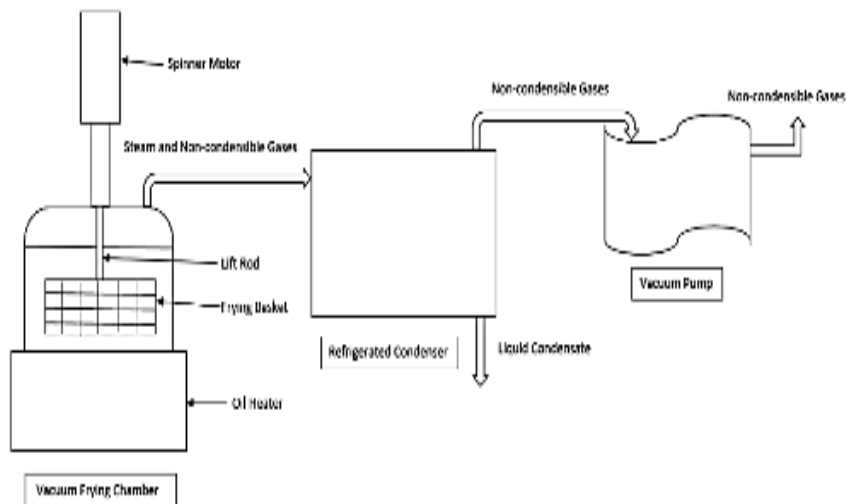 Spinner Motor
Steam and Non-condensible Gases
Non-condensible Gases
Non-condensible Gases
Lift Rod
Frying Basket
Vacuum Pump
Refrigerated Condenser
Liquid Condensate
Oil Heater
Vacuum Frying Chamber